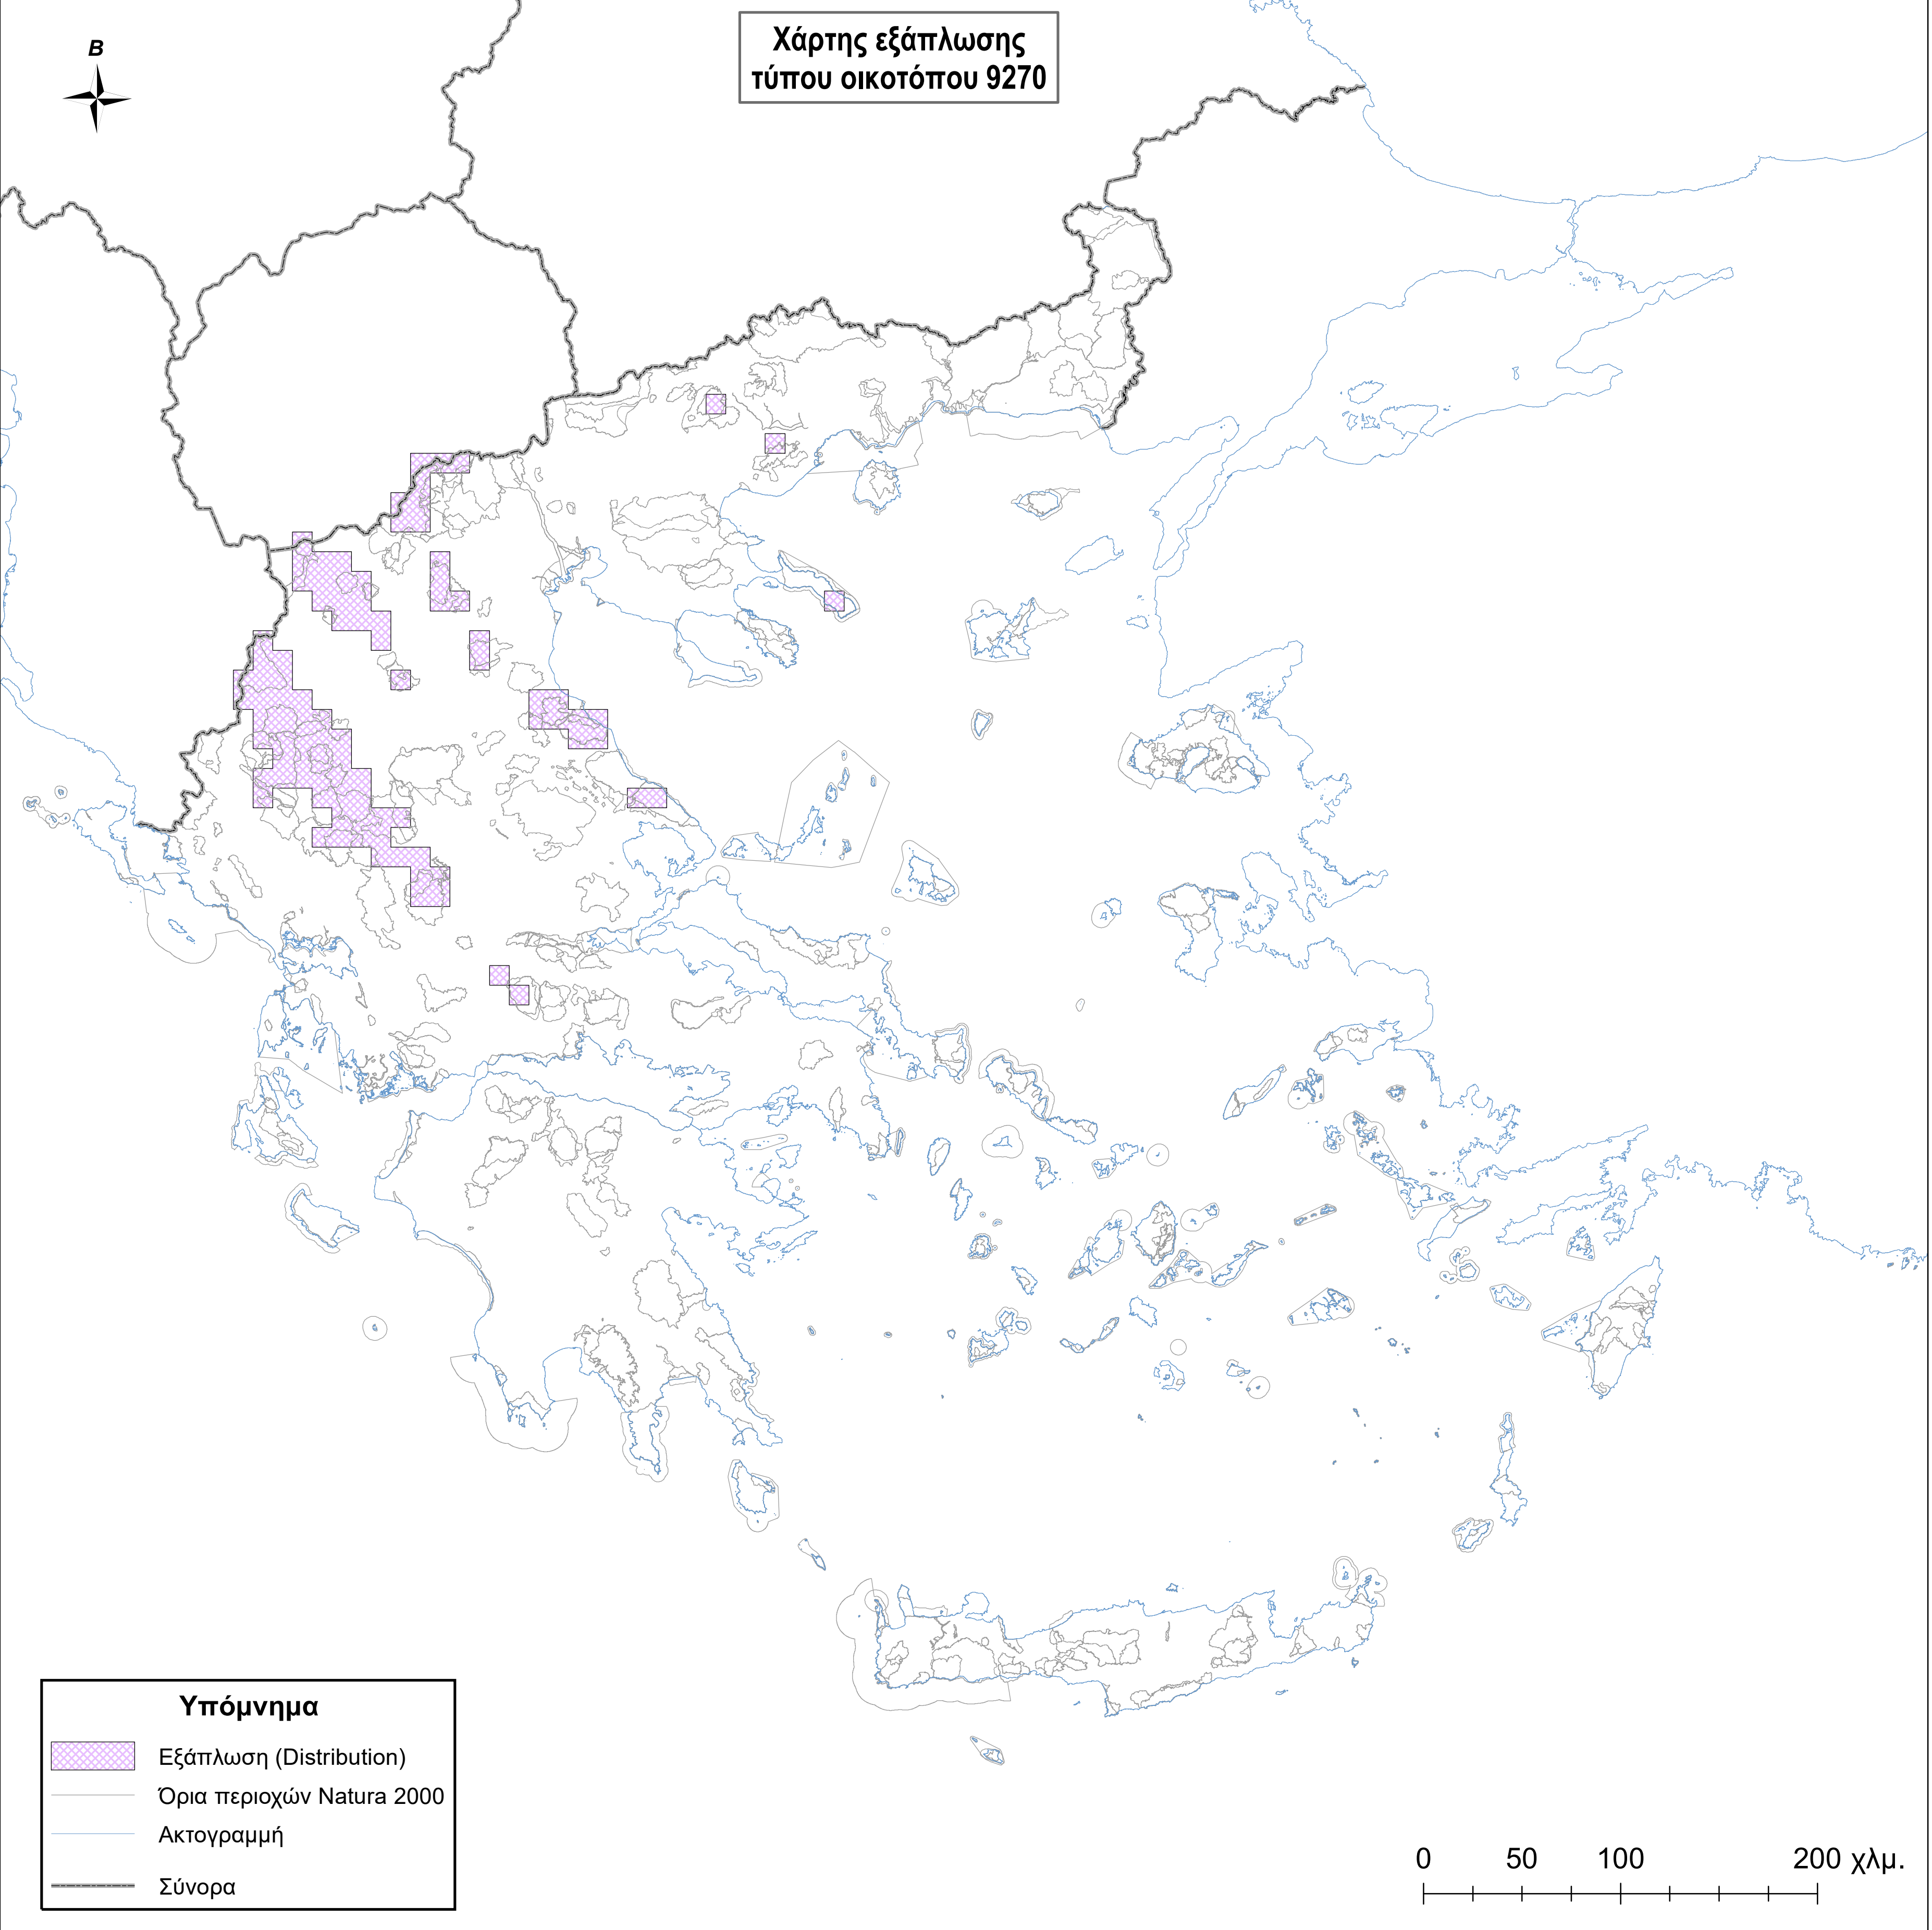 Β
Χάρτης εξάπλωσης
τύπου οικοτόπου 9270
Υπόμνημα
Εξάπλωση (Distribution)
Όρια περιοχών Natura 2000
Ακτογραμμή
Σύνορα
0 50 100 200 χλμ.